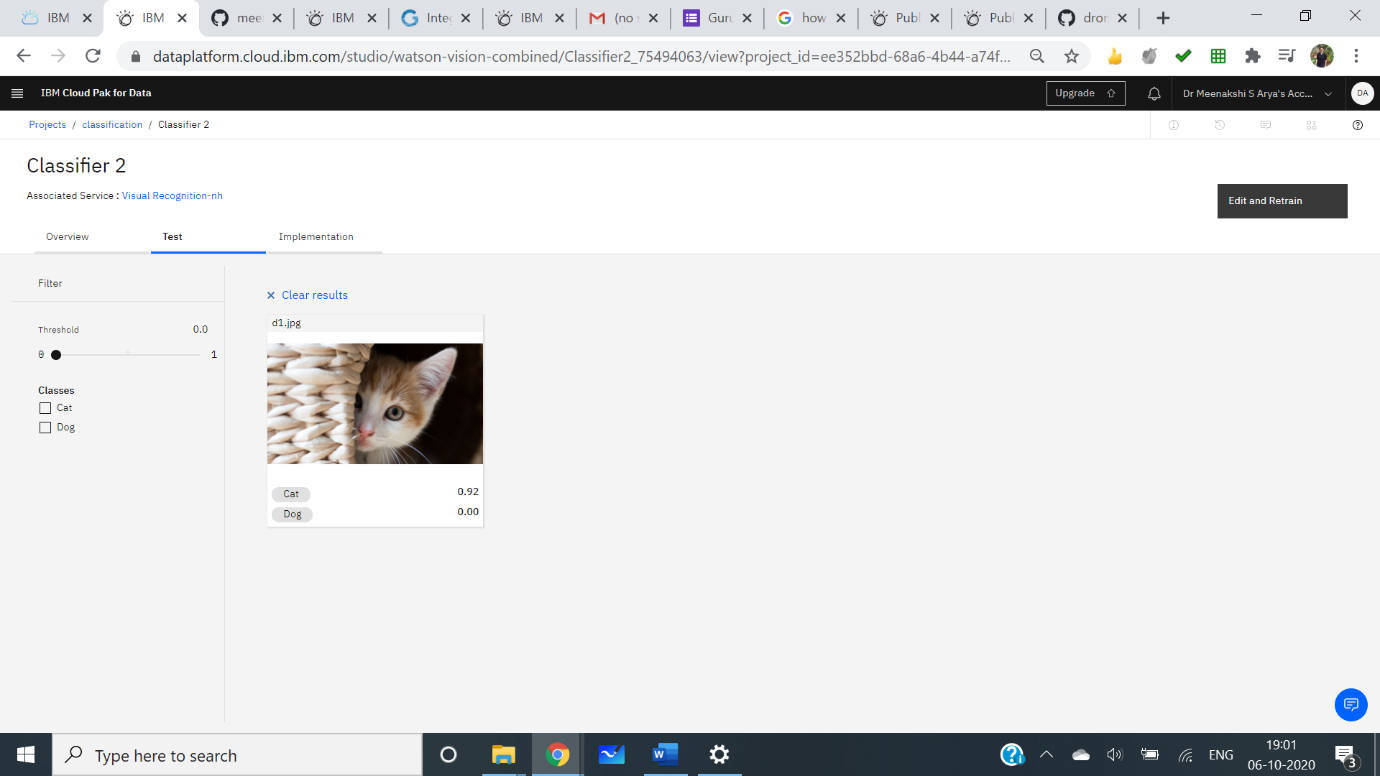 IBM
IBM
mee
IBM
Inte
IBM
(no s
Guru
how
Publ
Publ
dron
dataplatform.cloud.ibm.com/studio/watson-vision-combined/Classifier2_75494063/view?project_id=ee352bbd-68a6-4b44-a74f...
IBM Cloud Pak for Data
Upgrade
Dr Meenakshi S Arya's Acc...
DA
Projects / classification / Classifier 2
Classifier 2
Associated Service : Visual Recognition-nh
Edit and Retrain
Overview
Test
Implementation
Filter
Clear results
Threshold 0.0
0 1
Classes
Cat
Dog
d1.jpg
Cat 0.92
Dog 0.00
Type here to search
ENG
19:01
06-10-2020
3